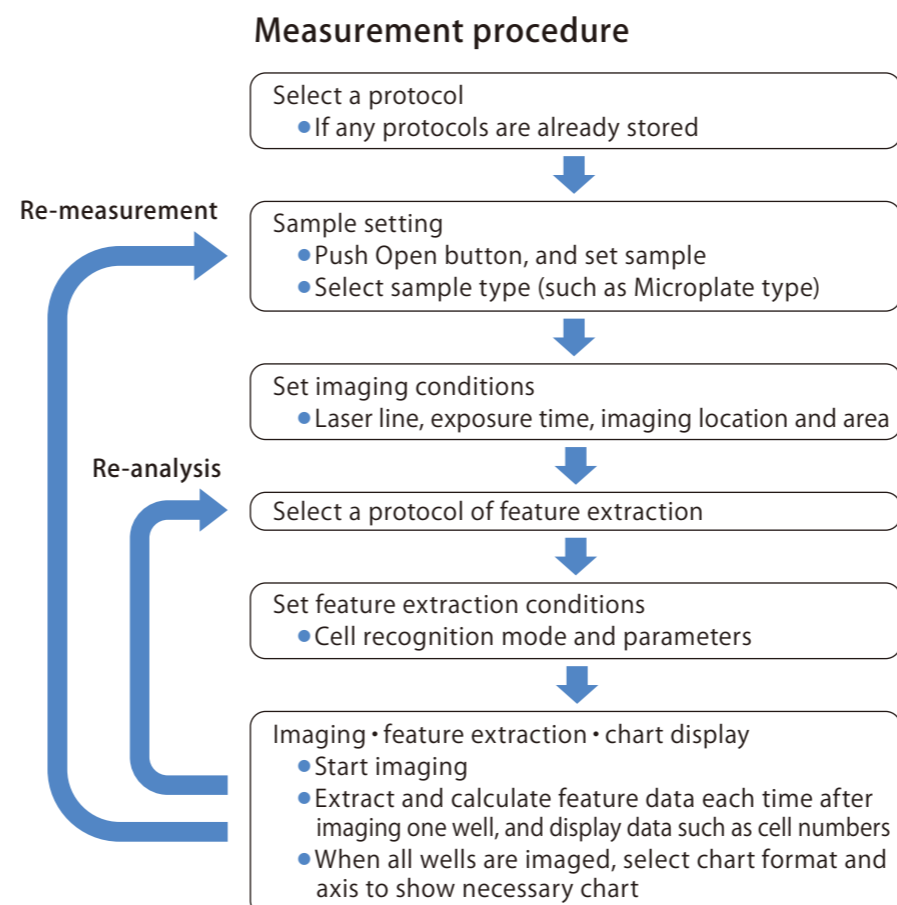 Measurement procedure
Select a protocol
●If any protocols are already stored
Re-measurement
Sample setting
●Push Open button, and set sample
●Select sample type (such as Microplate type)
Set imaging conditions
●Laser line, exposure time, imaging location and area
Re-analysis
Select a protocol of feature extraction
Set feature extraction conditions
●Cell recognition mode and parameters
Imaging・feature extraction・chart display
●Start imaging
●Extract and calculate feature data each time after
imaging one well, and display data such as cell numbers
●When all wells are imaged, select chart format and
axis to show necessary chart